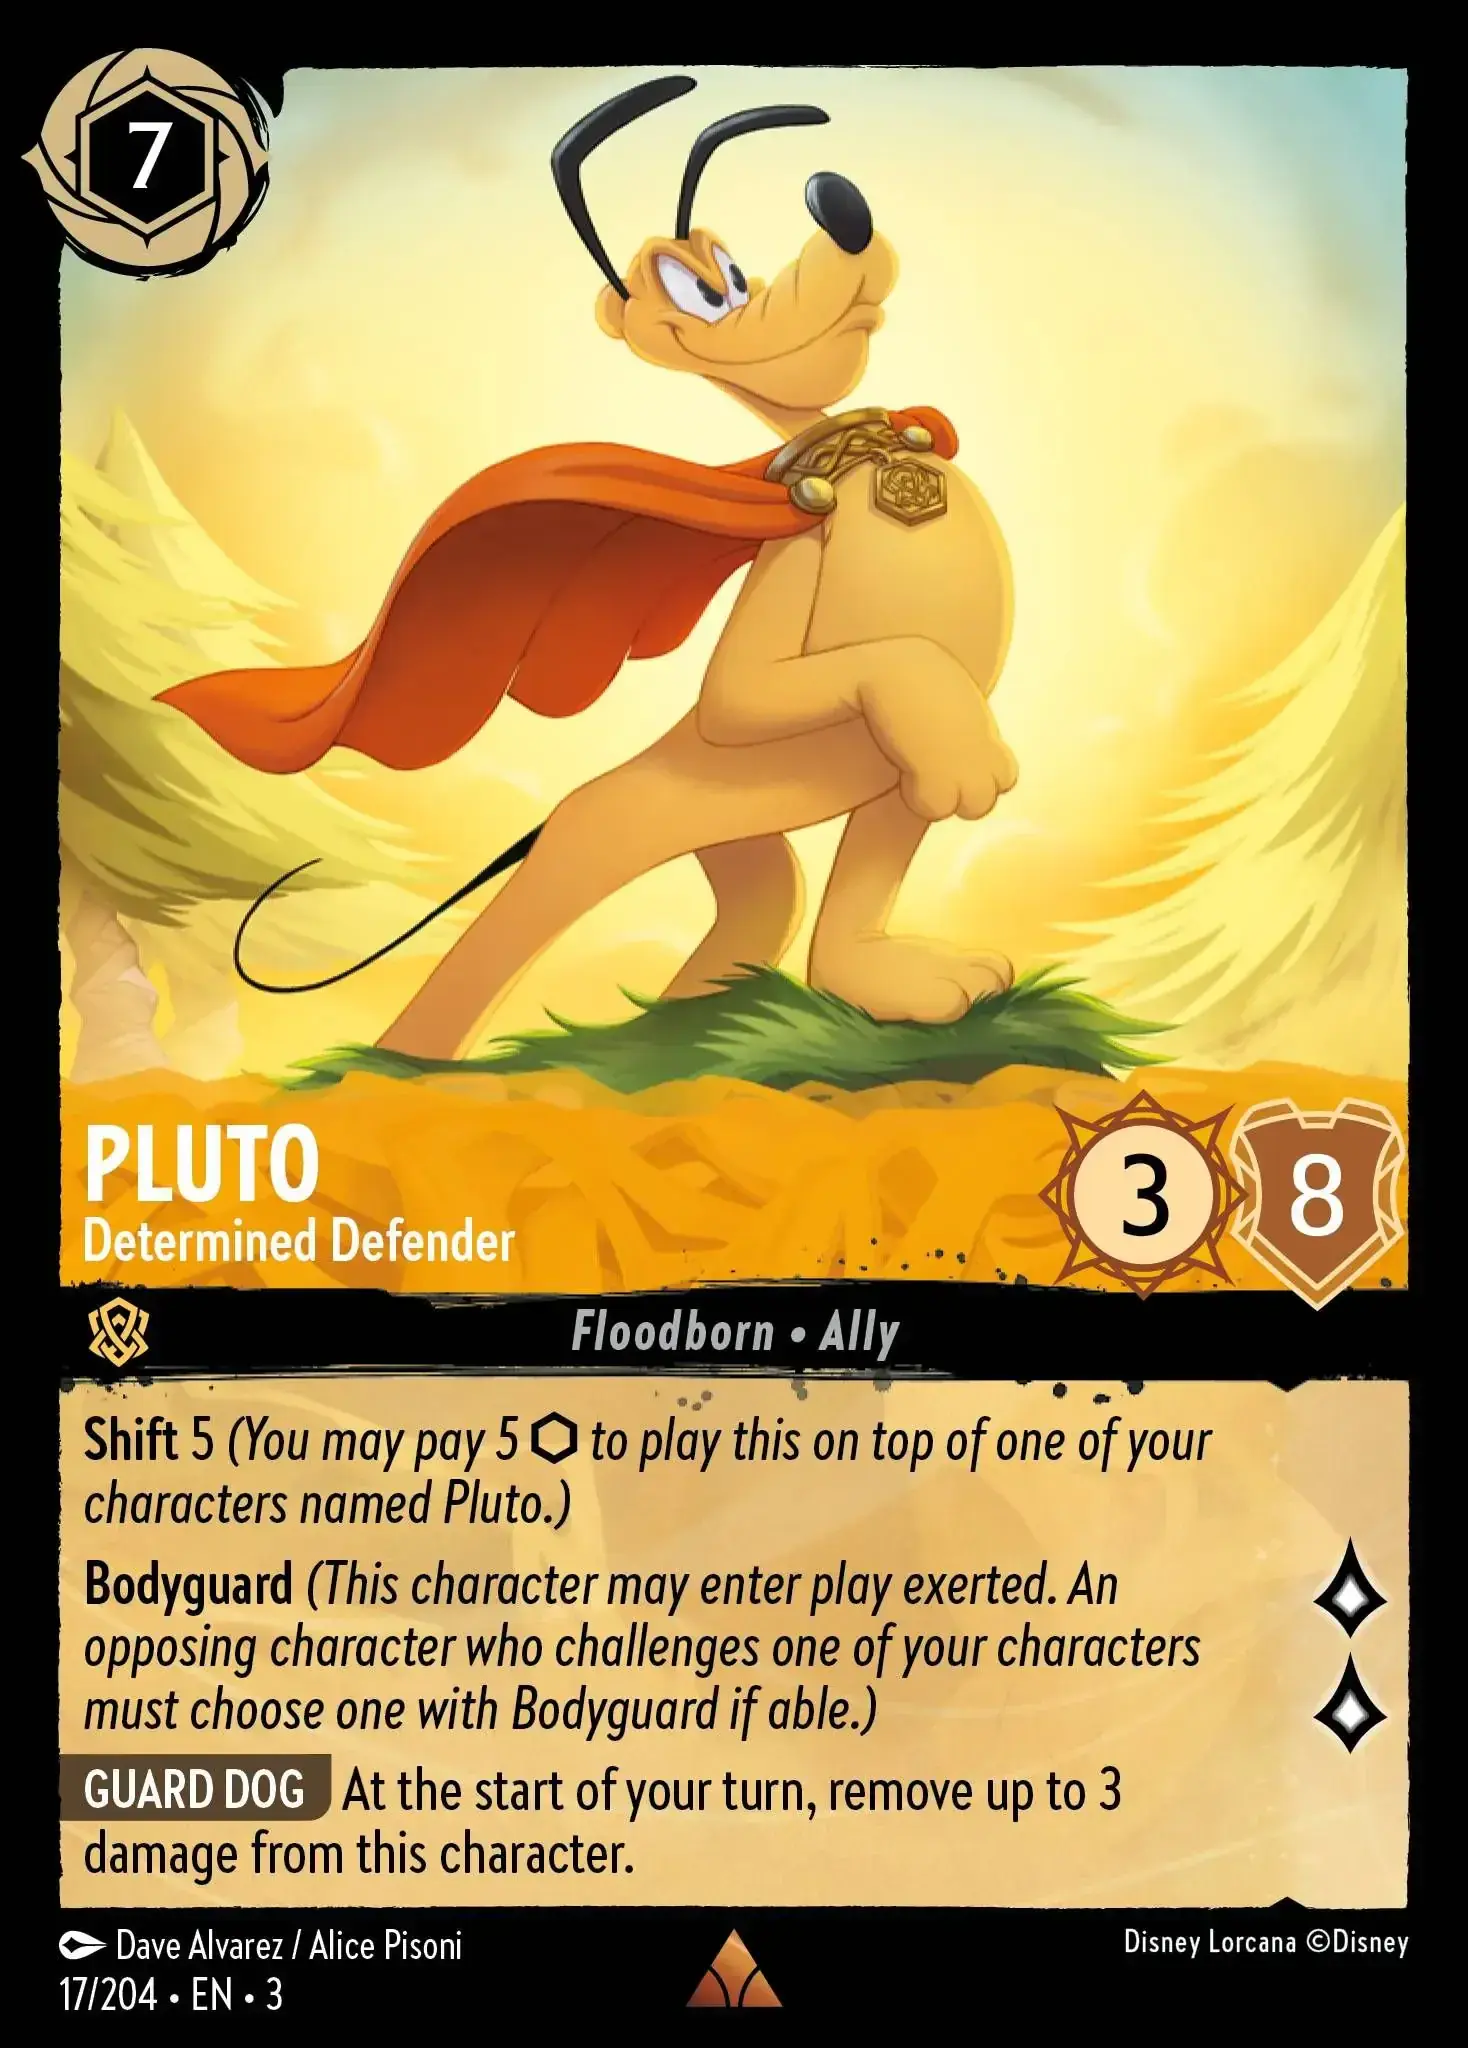 7
PLUTO
Determined Defender
3
8
Floodborn • Ally
Shift 5 (You may pay 5 ⬡ to play this on top of one of your
characters named Pluto.)
Bodyguard (This character may enter play exerted. An
opposing character who challenges one of your characters
must choose one with Bodyguard if able.)
GUARD DOG At the start of your turn, remove up to 3
damage from this character.
Dave Alvarez / Alice Pisoni
Disney Lorcana ©Disney
17/204 • EN • 3